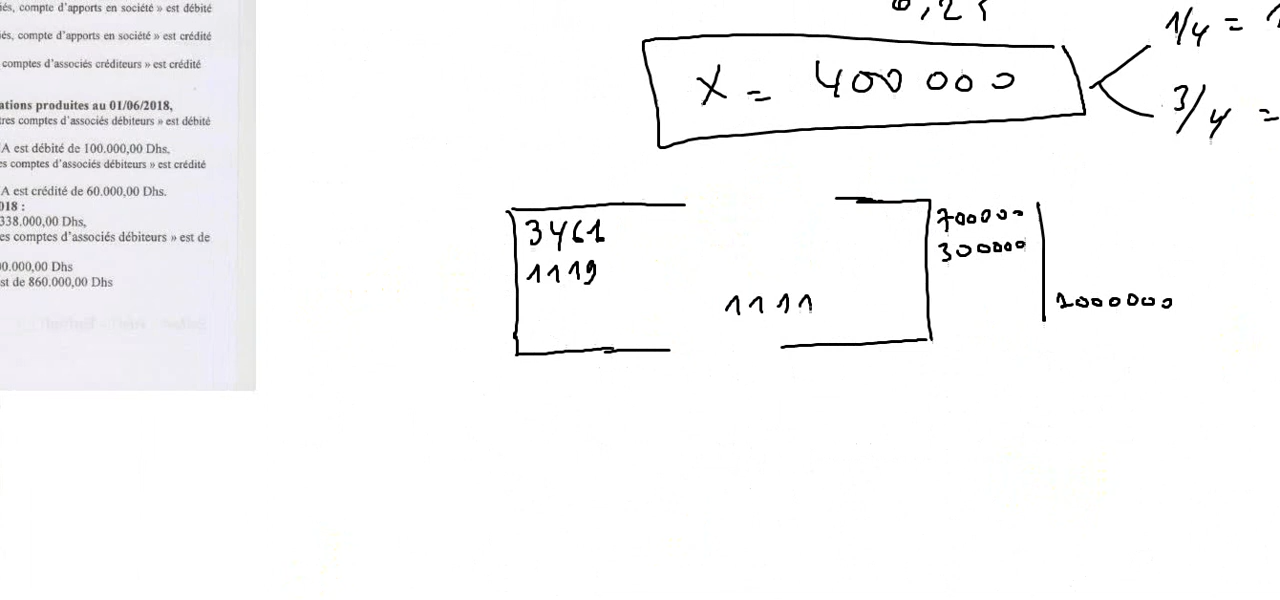 iés, compte d'apports en société » est débité
iés, compte d'apports en société » est crédité
comptes d'associés créditeurs » est crédité
ations produites au 01/06/2018,
tres comptes d'associés débiteurs » est débité
A est débité de 100.000,00 Dhs.
es comptes d'associés débiteurs » est crédité
A est crédité de 60.000,00 Dhs.
018 :
338.000,00 Dhs,
es comptes d'associés débiteurs » est de
00.000,00 Dhs
st de 860.000,00 Dhs
0,25
X = 400 000
1/4 =
3/4 =
3461
1119
1111
700000
300000
1000000